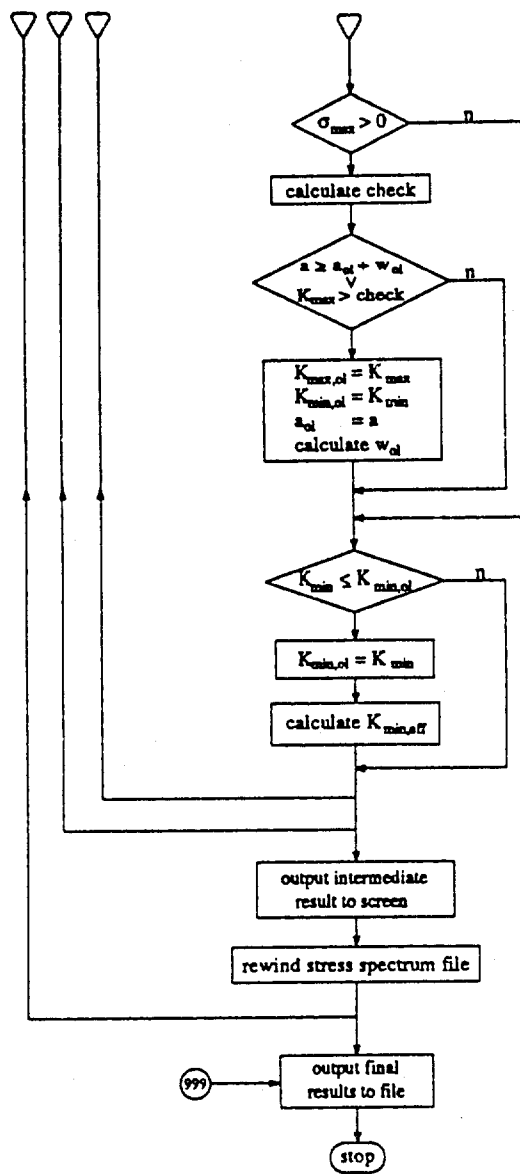 σmax > 0
n
calculate check
a ≥ aol + wol
n
∨
Kmax > check
Kmax,ol = Kmax
Kmin,ol = Kmin
aol = a
calculate wol
Kmin ≤ Kmin,ol
n
Kmin,ol = Kmin
calculate Kmin,eff
output intermediate
result to screen
rewind stress spectrum file
output final
results to file
999
stop